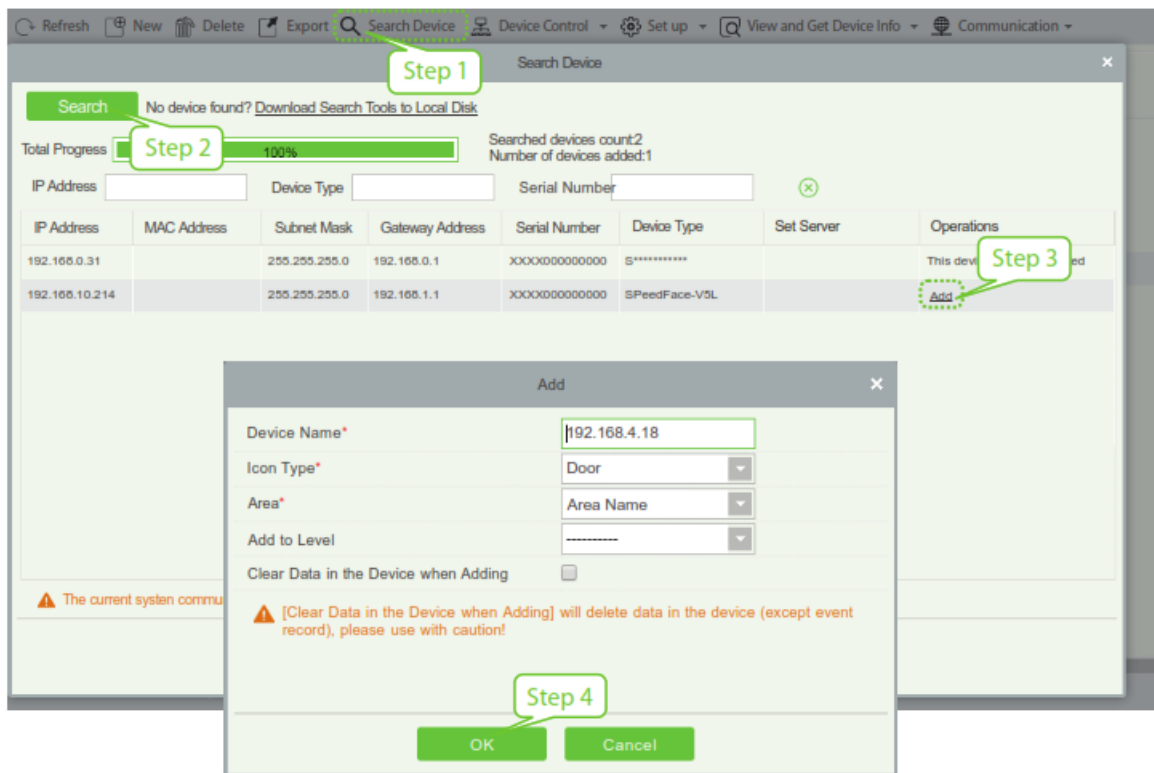 Refresh New Delete Export Search Device Device Control Set up View and Get Device Info Communication
Step 1
Search Device
Search No device found? Download Search Tools to Local Disk
Step 2
Total Progress 100%
Searched devices count:2
Number of devices added:1
IP Address Device Type Serial Number
IP Address MAC Address Subnet Mask Gateway Address Serial Number Device Type Set Server Operations
192.168.0.31 255.255.255.0 192.168.0.1 XXXX000000000 S*********** This devi ed
Step 3
192.168.10.214 255.255.255.0 192.168.1.1 XXXX000000000 SPeedFace-V5L Add
Add
Device Name* 192.168.4.18
Icon Type* Door
Area* Area Name
Add to Level ----------
Clear Data in the Device when Adding
The current systen commu
[Clear Data in the Device when Adding] will delete data in the device (except event
record), please use with caution!
Step 4
OK Cancel